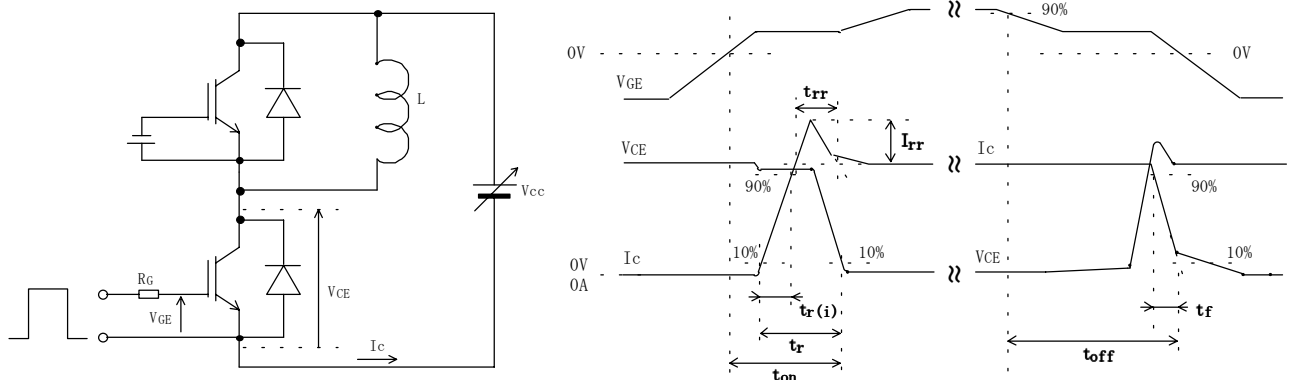 L
Vcc
RG
VGE
VCE
Ic
90%
0V
0V
VGE
trr
Irr
VCE
Ic
90%
90%
10%
10%
10%
Ic
VCE
0V
0A
tr(i)
tf
tr
toff
ton